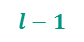 l – 1